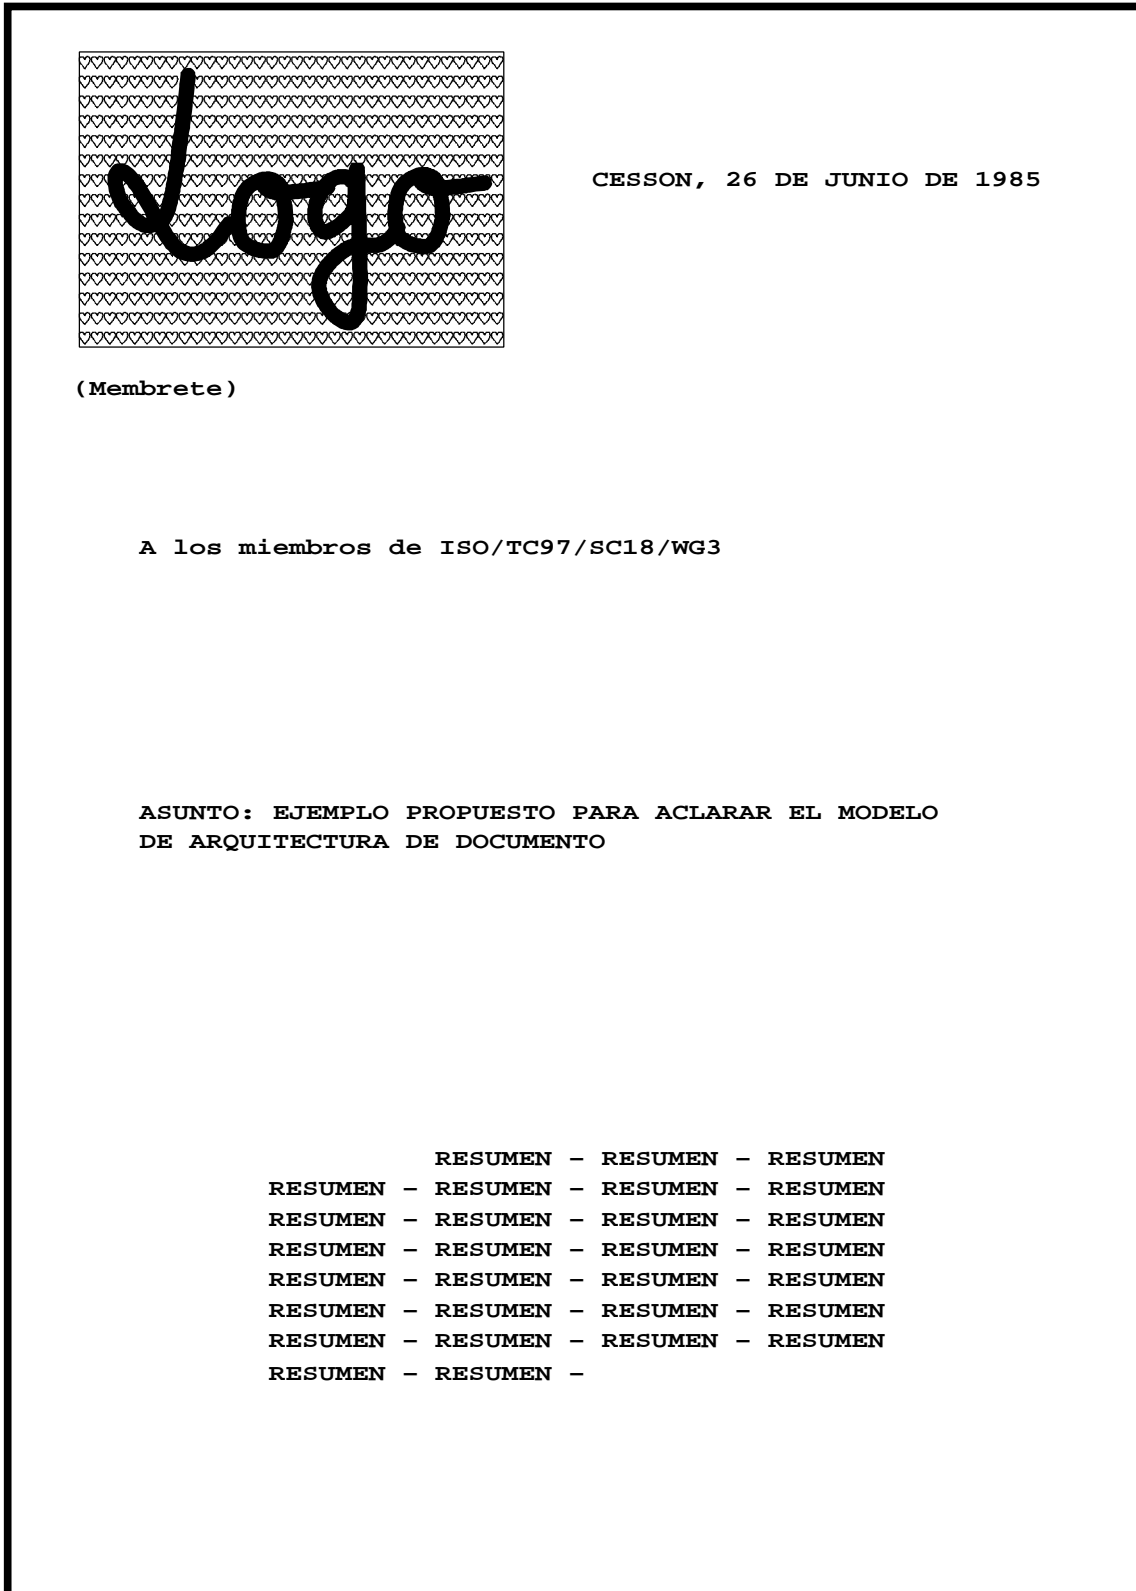 Logo
CESSON, 26 DE JUNIO DE 1985
(Membrete)
A los miembros de ISO/TC97/SC18/WG3
ASUNTO: EJEMPLO PROPUESTO PARA ACLARAR EL MODELO
DE ARQUITECTURA DE DOCUMENTO
RESUMEN – RESUMEN – RESUMEN
RESUMEN – RESUMEN – RESUMEN – RESUMEN
RESUMEN – RESUMEN – RESUMEN – RESUMEN
RESUMEN – RESUMEN – RESUMEN – RESUMEN
RESUMEN – RESUMEN – RESUMEN – RESUMEN
RESUMEN – RESUMEN – RESUMEN – RESUMEN
RESUMEN – RESUMEN – RESUMEN – RESUMEN
RESUMEN – RESUMEN –